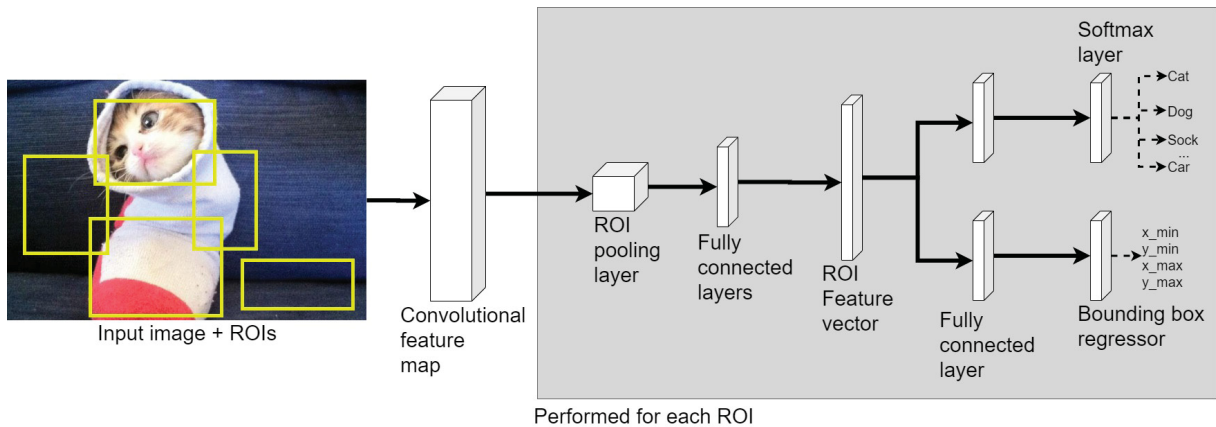 Input image + ROIs
Convolutional
feature
map
ROI
pooling
layer
Fully
connected
layers
ROI
Feature
vector
Softmax
layer
Cat
Dog
Sock
...
Car
Fully
connected
layer
x_min
y_min
x_max
y_max
Bounding box
regressor
Performed for each ROI